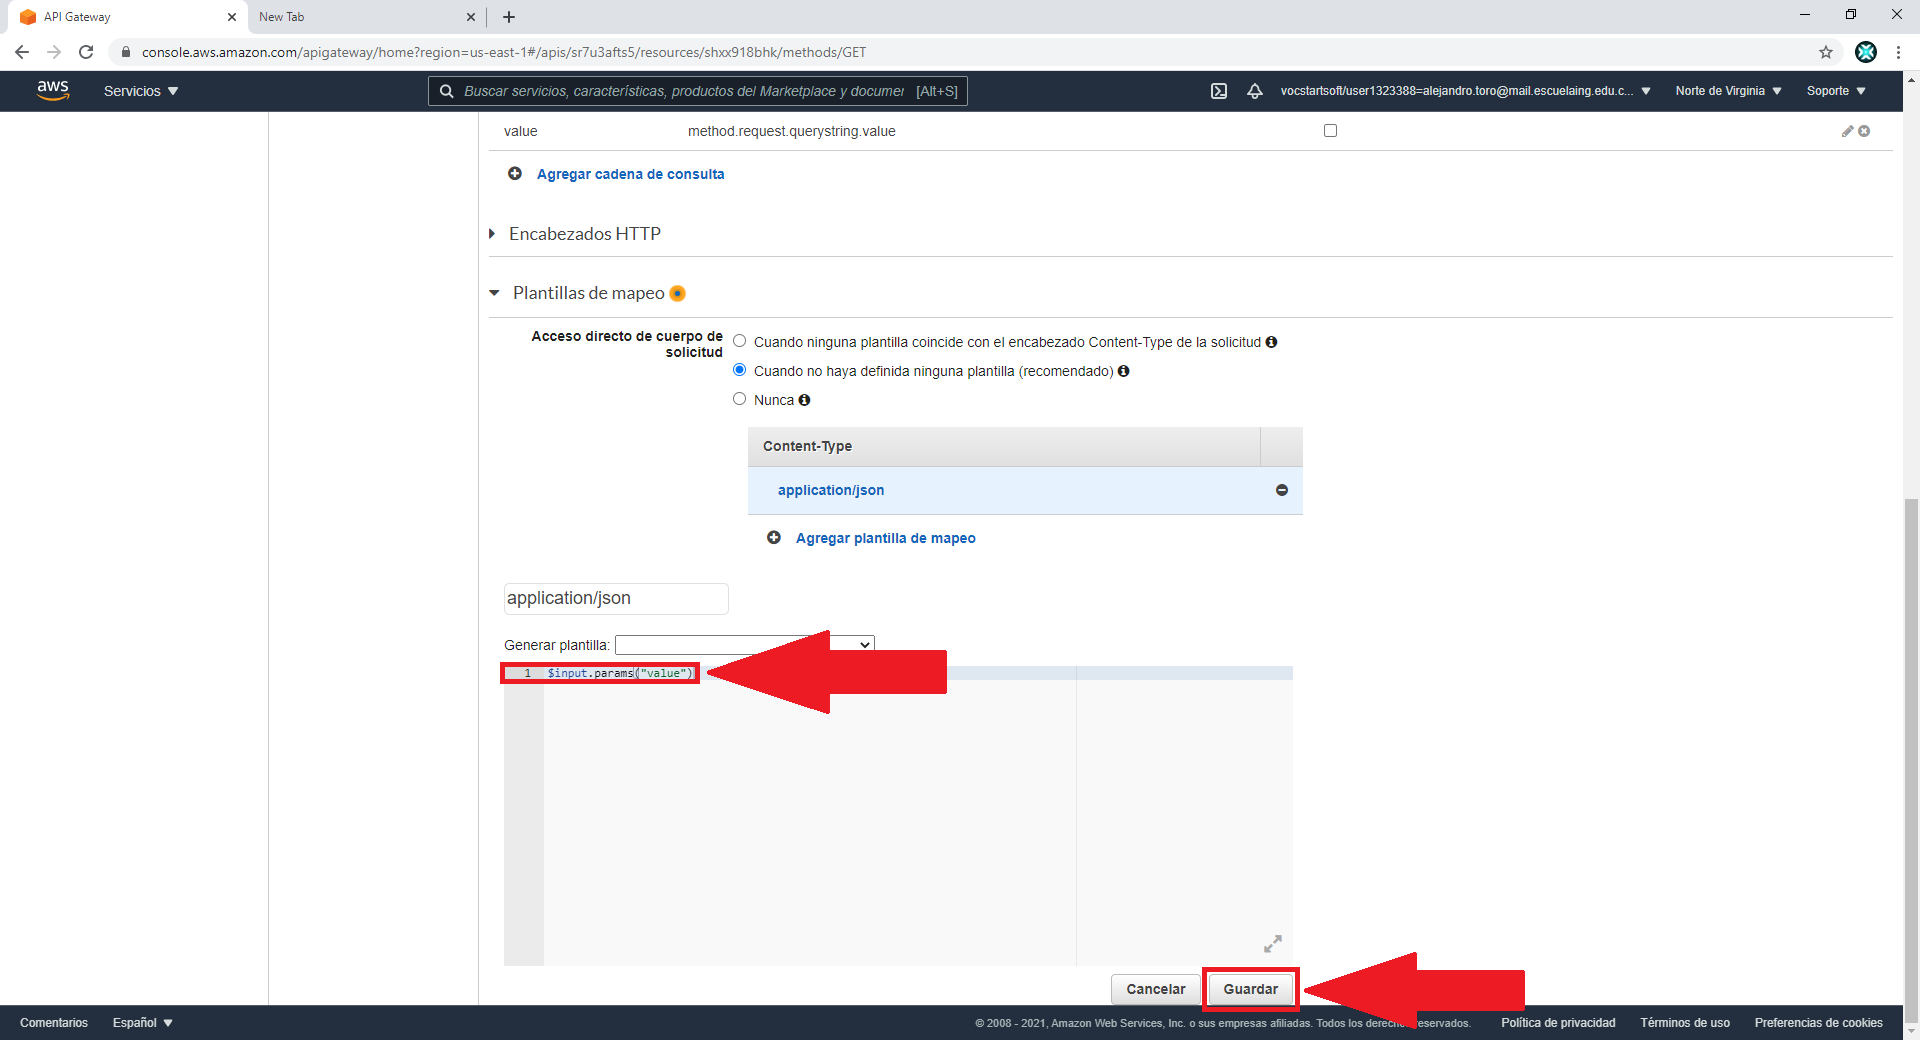 API Gateway
New Tab
console.aws.amazon.com/apigateway/home?region=us-east-1#/apis/sr7u3afts5/resources/shxx918bhk/methods/GET
aws Servicios Buscar servicios, características, productos del Marketplace y documer [Alt+S] vocstartsoft/user1323388=alejandro.toro@mail.escuelaing.edu.c... Norte de Virginia Soporte
value method.request.querystring.value
Agregar cadena de consulta
Encabezados HTTP
Plantillas de mapeo
Acceso directo de cuerpo de
solicitud
Cuando ninguna plantilla coincide con el encabezado Content-Type de la solicitud
Cuando no haya definida ninguna plantilla (recomendado)
Nunca
Content-Type
application/json
Agregar plantilla de mapeo
application/json
Generar plantilla:
1 $input.params("value")
Cancelar Guardar
Comentarios Español © 2008 - 2021, Amazon Web Services, Inc. o sus empresas afiliadas. Todos los reservados. Política de privacidad Términos de uso Preferencias de cookies